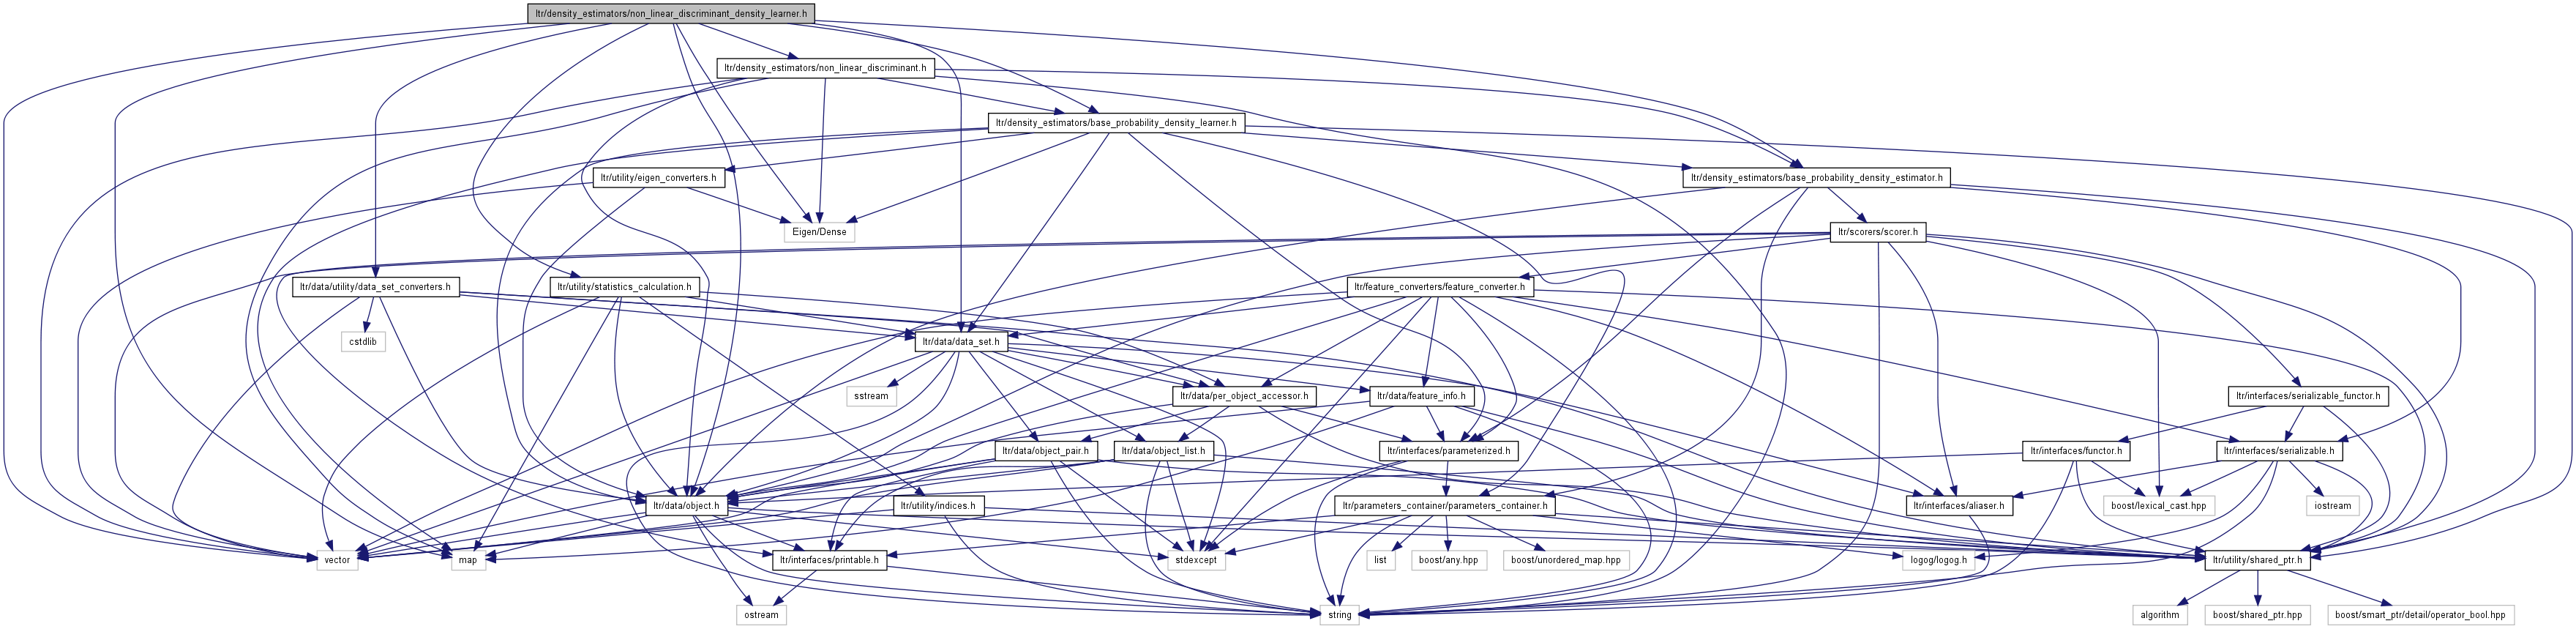 ltr/density_estimators/non_linear_discriminant_density_learner.h
ltr/density_estimators/non_linear_discriminant.h
ltr/density_estimators/base_probability_density_learner.h
ltr/utility/eigen_converters.h
ltr/density_estimators/base_probability_density_estimator.h
Eigen/Dense
ltr/scorers/scorer.h
ltr/data/utility/data_set_converters.h
ltr/utility/statistics_calculation.h
ltr/feature_converters/feature_converter.h
cstdlib
ltr/data/data_set.h
sstream
ltr/data/per_object_accessor.h
ltr/data/feature_info.h
ltr/interfaces/serializable_functor.h
ltr/data/object_pair.h
ltr/data/object_list.h
ltr/interfaces/parameterized.h
ltr/interfaces/functor.h
ltr/interfaces/serializable.h
ltr/data/object.h
ltr/utility/indices.h
ltr/parameters_container/parameters_container.h
ltr/interfaces/aliaser.h
boost/lexical_cast.hpp
iostream
vector
map
ltr/interfaces/printable.h
stdexcept
list
boost/any.hpp
boost/unordered_map.hpp
logog/logog.h
ltr/utility/shared_ptr.h
ostream
string
algorithm
boost/shared_ptr.hpp
boost/smart_ptr/detail/operator_bool.hpp